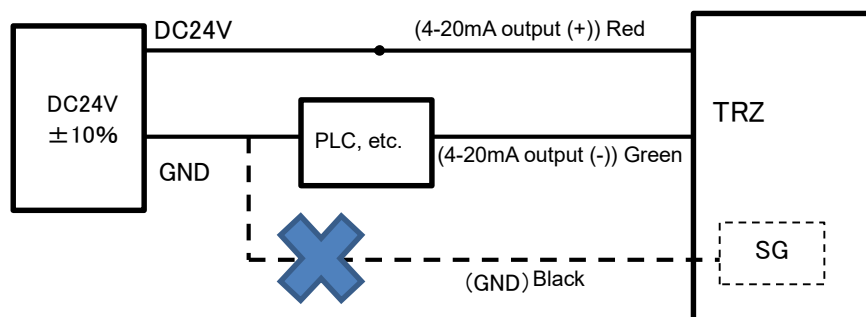 DC24V
(4-20mA output (+)) Red
DC24V
±10%
TRZ
PLC, etc.
(4-20mA output (-)) Green
GND
SG
(GND) Black